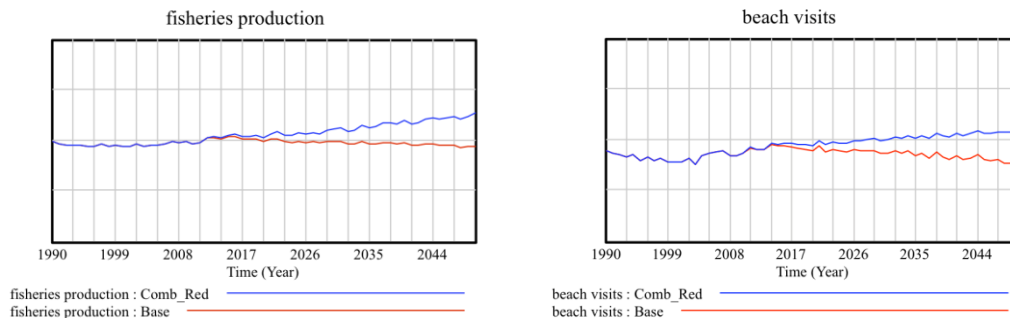 fisheries production
1990 1999 2008 2017 2026 2035 2044
Time (Year)
fisheries production : Comb_Red
fisheries production : Base
beach visits
1990 1999 2008 2017 2026 2035 2044
Time (Year)
beach visits : Comb_Red
beach visits : Base